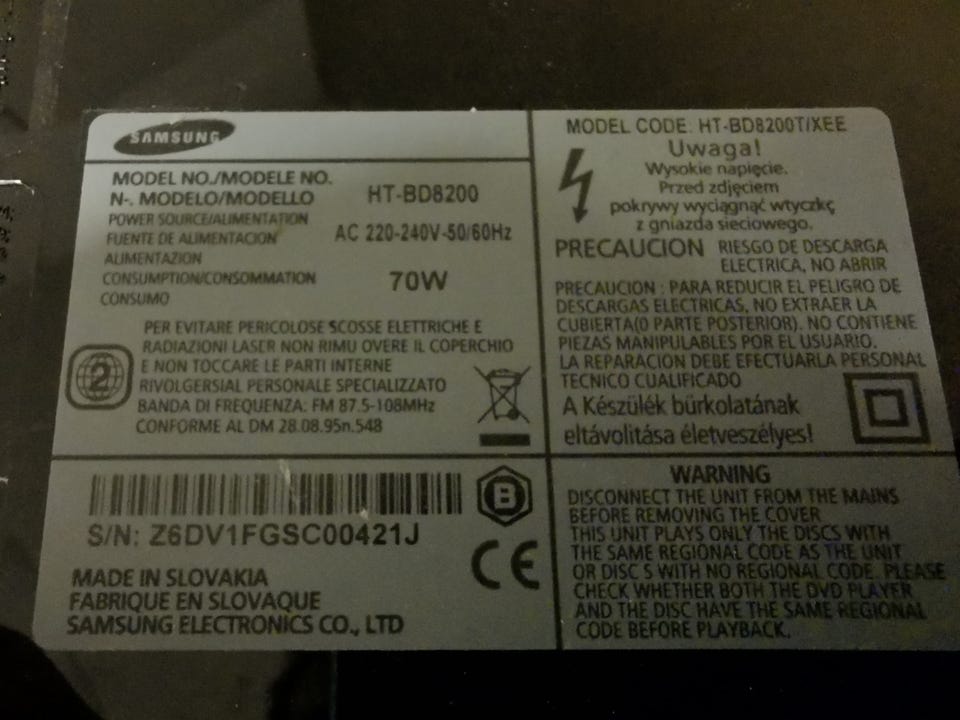 SAMSUNG
MODEL NO./MODELE NO.
N-. MODELO/MODELLO
HT-BD8200
POWER SOURCE/ALIMENTATION
FUENTE DE ALIMENTACION
ALIMENTAZION
AC 220-240V-50/60Hz
CONSUMPTION/CONSOMMATION
CONSUMO
70W
PER EVITARE PERICOLOSE SCOSSE ELETTRICHE E
RADIAZIONI LASER NON RIMU OVERE IL COPERCHIO
E NON TOCCARE LE PARTI INTERNE
RIVOLGERSIAL PERSONALE SPECIALIZZATO
BANDA DI FREQUENZA: FM 87.5-108MHz
CONFORME AL DM 28.08.95n.548
2
MODEL CODE: HT-BD8200T/XEE
Uwaga!
Wysokie napięcie.
Przed zdjęciem
pokrywy wyciągnąć wtyczkę
z gniazda sieciowego.
PRECAUCION RIESGO DE DESCARGA
ELECTRICA, NO ABRIR
PRECAUCION : PARA REDUCIR EL PELIGRO DE
DESCARGAS ELECTRICAS, NO EXTRAER LA
CUBIERTA(0 PARTE POSTERIOR). NO CONTIENE
PIEZAS MANIPULABLES POR EL USUARIO.
LA REPARACION DEBE EFECTUARLA PERSONAL
TECNICO CUALIFICADO
A Készülék bürkolatának
eltávolitása életveszélyes!
B
S/N: Z6DV1FGSC00421J
CE
MADE IN SLOVAKIA
FABRIQUE EN SLOVAQUE
SAMSUNG ELECTRONICS CO., LTD
WARNING
DISCONNECT THE UNIT FROM THE MAINS
BEFORE REMOVING THE COVER
THIS UNIT PLAYS ONLY THE DISCS WITH
THE SAME REGIONAL CODE AS THE UNIT
OR DISC S WITH NO REGIONAL CODE. PLEASE
CHECK WHETHER BOTH THE DVD PLAYER
AND THE DISC HAVE THE SAME REGIONAL
CODE BEFORE PLAYBACK.